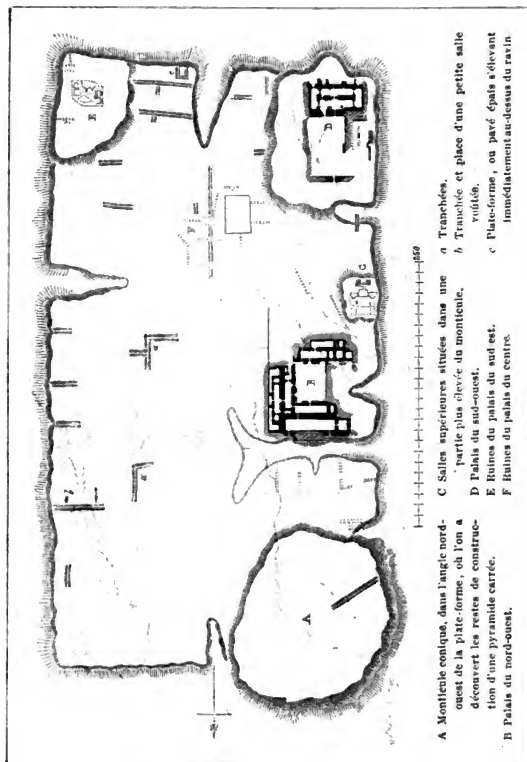 A Monticule conique, dans l'angle nord-
ouest de la plate-forme, où l'on a
découvert les restes de construc-
tion d'une pyramide carrée.
B Palais du nord-ouest.
C Salles supérieures situées dans une
partie plus élevée du monticule.
D Palais du sud-ouest.
E Ruines du palais du sud est.
F Ruines du palais du centre.
a Tranchées.
b Tranchée et place d'une petite salle
voûtée.
c Plate-forme, ou pavé épais s'élevant
immédiatement au-dessus du ravin.
A
B
C
D
E
F